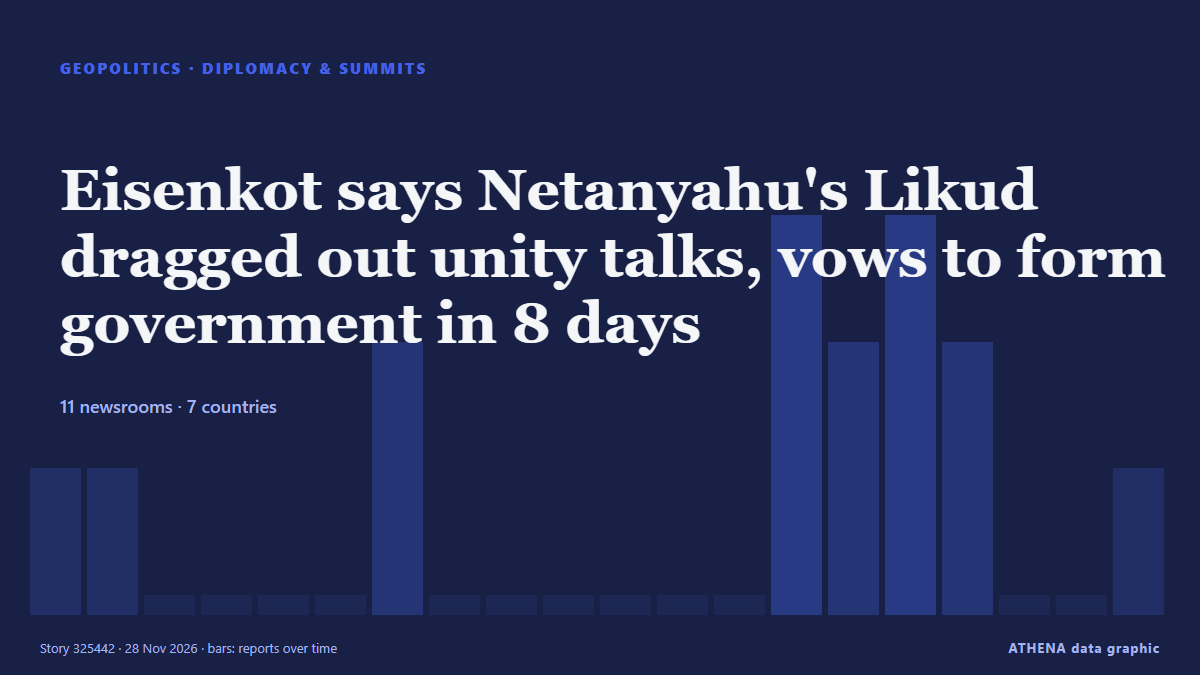 GEOPOLITICS · DIPLOMACY & SUMMITS
Eisenkot says Netanyahu's Likud
dragged out unity talks, vows to form
government in 8 days
11 newsrooms · 7 countries
Story 325442 · 28 Nov 2026 · bars: reports over time
ATHENA data graphic